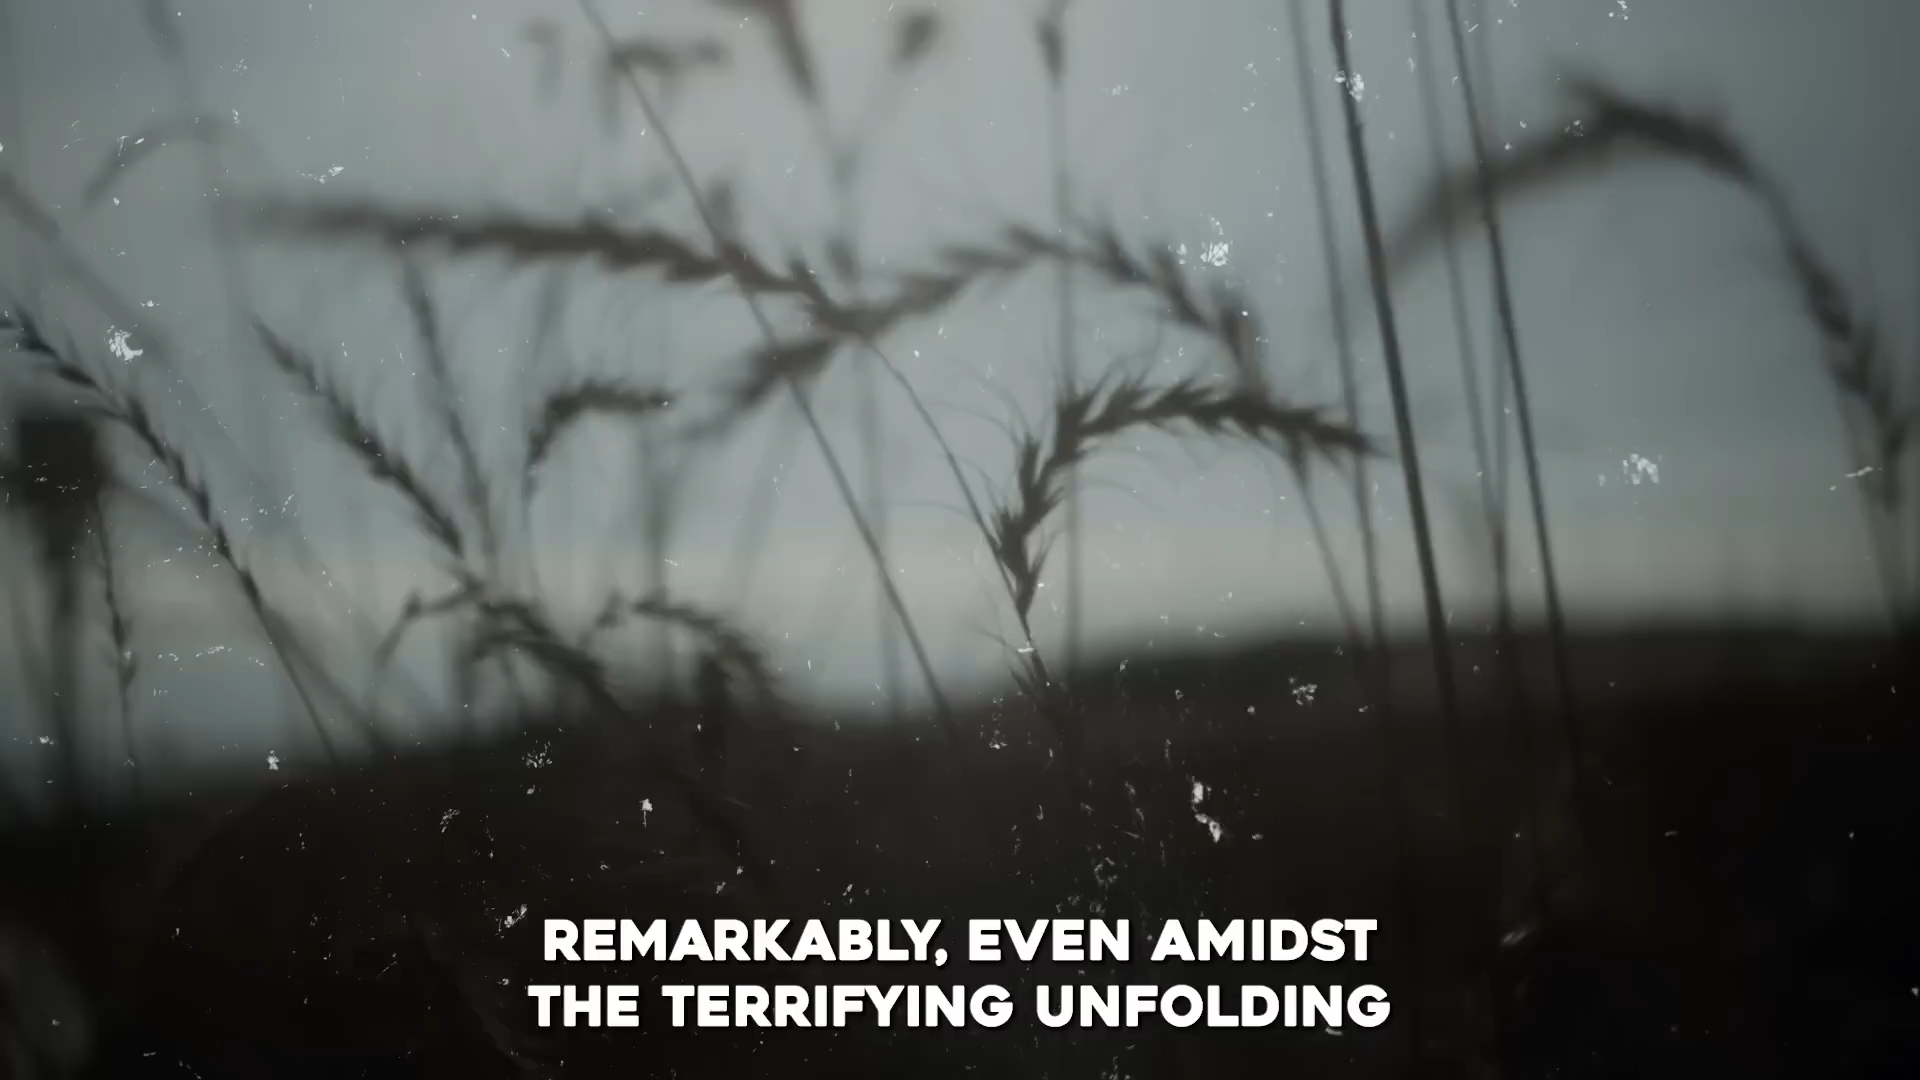 REMARKABLY, EVEN AMIDST
THE TERRIFYING UNFOLDING